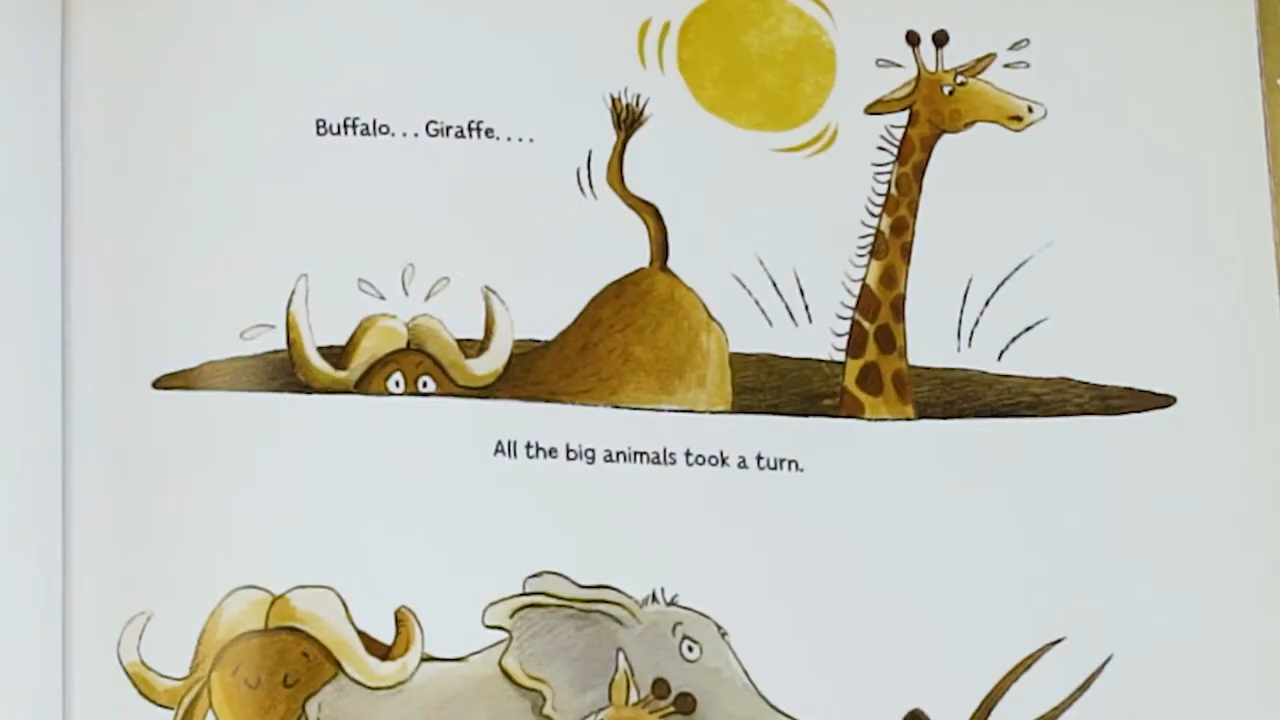 Buffalo. . . Giraffe. . . .
All the big animals took a turn.